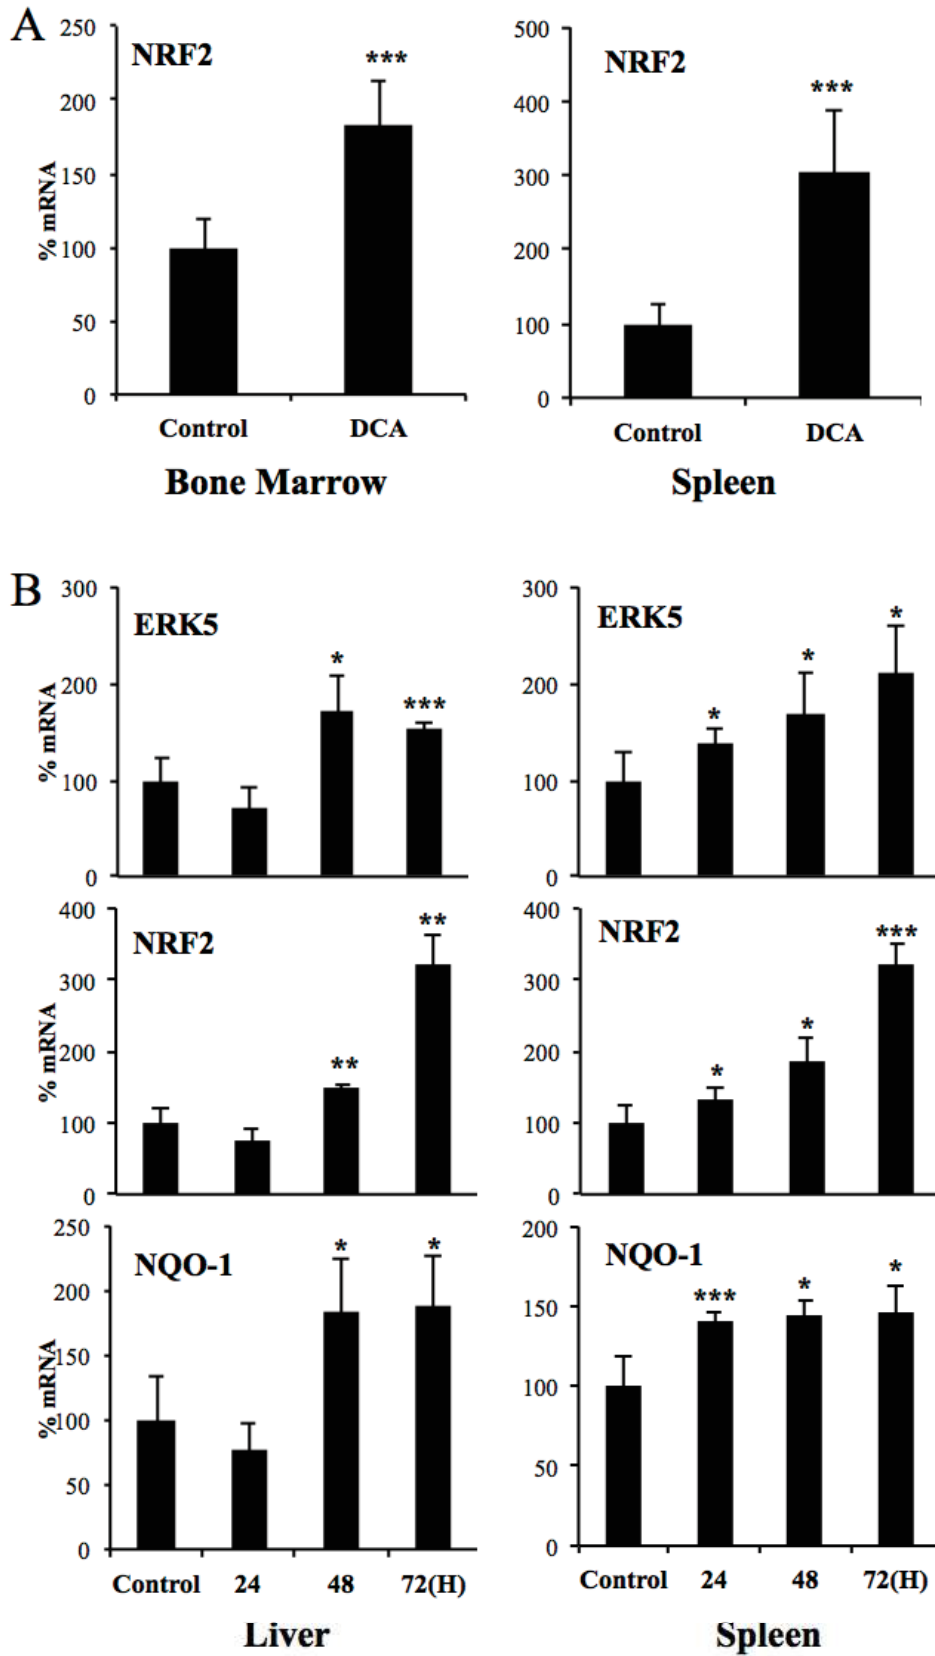 A
NRF2
***
% mRNA
250
200
150
100
50
0
Control DCA
Bone Marrow
NRF2
***
500
400
300
200
100
0
Control DCA
Spleen
B
ERK5
* ***
% mRNA
300
200
100
0
ERK5
* * *
300
200
100
0
NRF2
** **
% mRNA
400
300
200
100
0
NRF2
* * ***
400
300
200
100
0
NQO-1
* *
% mRNA
250
200
150
100
50
0
Control 24 48 72(H)
Liver
NQO-1
*** * *
200
150
100
50
0
Control 24 48 72(H)
Spleen